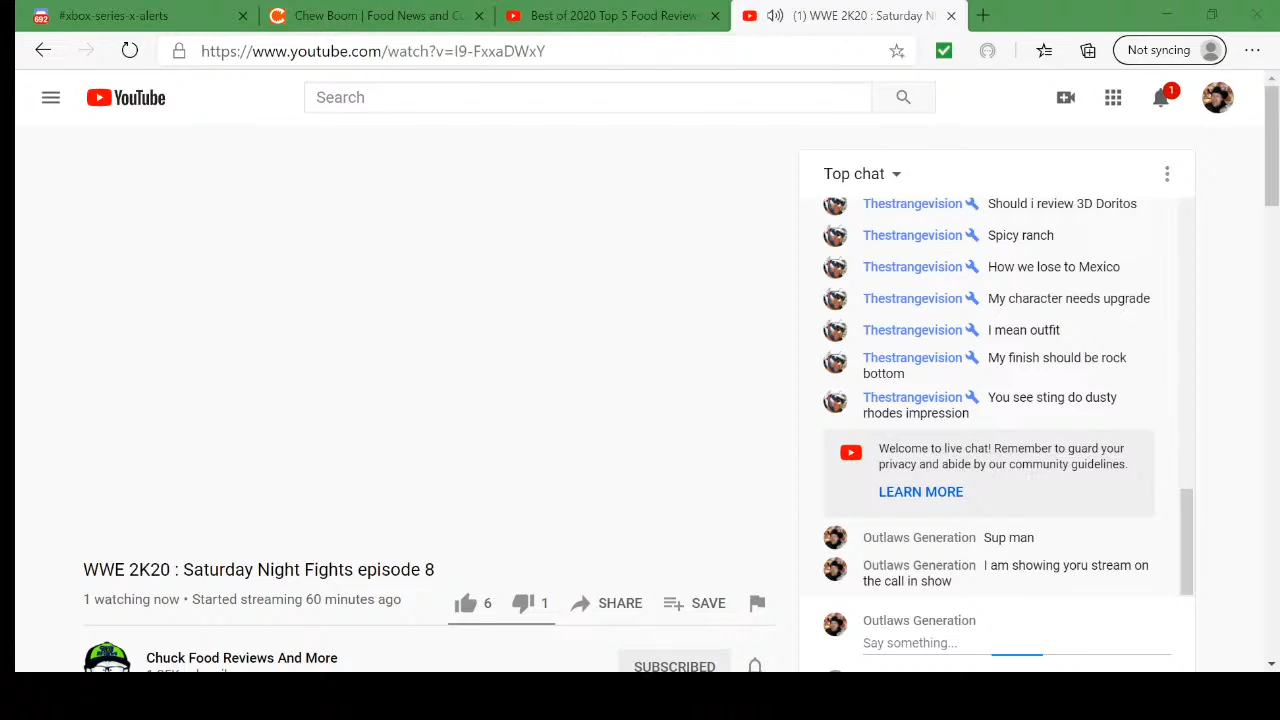 692 #xbox-series-x-alerts
Chew Boom | Food News and Cu
Best of 2020 Top 5 Food Reviews
(1) WWE 2K20 : Saturday Ni
https://www.youtube.com/watch?v=I9-FxxaDWxY
Not syncing
YouTube
Search
1
Top chat
Thestrangevision Should i review 3D Doritos
Thestrangevision Spicy ranch
Thestrangevision How we lose to Mexico
Thestrangevision My character needs upgrade
Thestrangevision I mean outfit
Thestrangevision My finish should be rock
bottom
Thestrangevision You see sting do dusty
rhodes impression
Welcome to live chat! Remember to guard your
privacy and abide by our community guidelines.
LEARN MORE
Outlaws Generation Sup man
Outlaws Generation I am showing yoru stream on
the call in show
Outlaws Generation
Say something...
WWE 2K20 : Saturday Night Fights episode 8
1 watching now • Started streaming 60 minutes ago
6 1 SHARE SAVE
Chuck Food Reviews And More
SUBSCRIBED